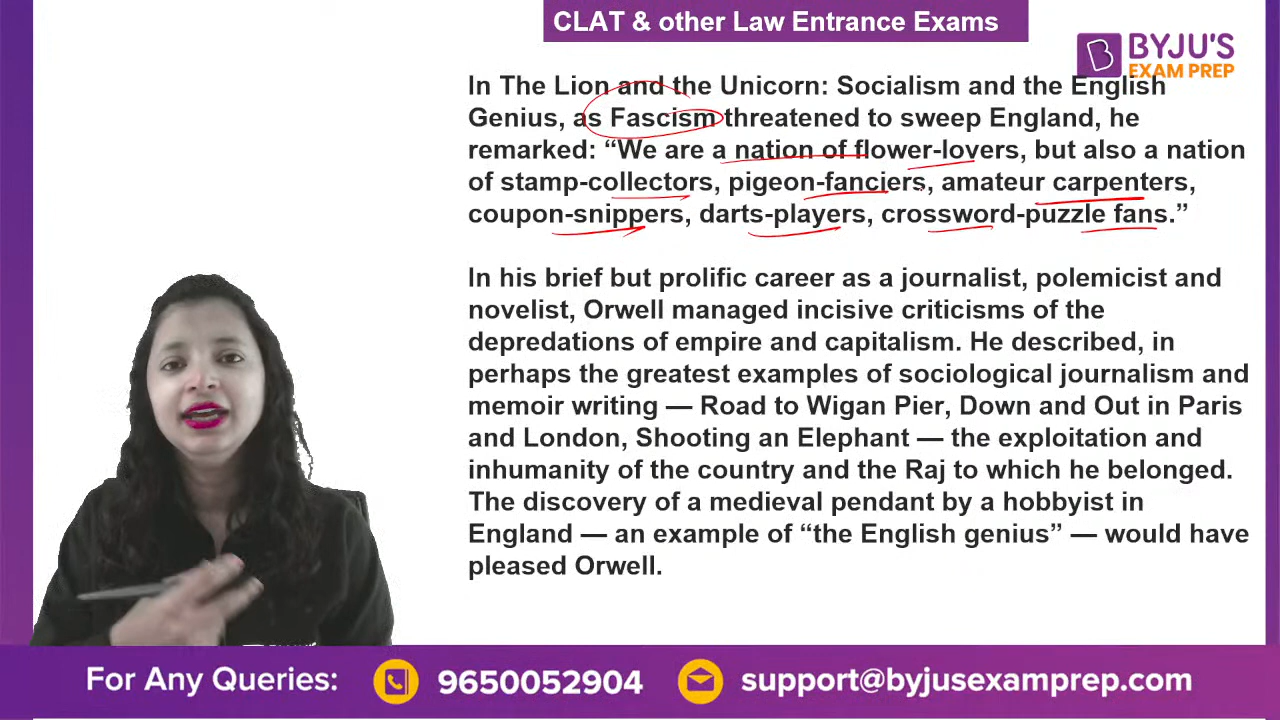 CLAT & other Law Entrance Exams
BYJU'S
EXAM PREP
In The Lion and the Unicorn: Socialism and the English
Genius, as Fascism threatened to sweep England, he
remarked: “We are a nation of flower-lovers, but also a nation
of stamp-collectors, pigeon-fanciers, amateur carpenters,
coupon-snippers, darts-players, crossword-puzzle fans.”
In his brief but prolific career as a journalist, polemicist and
novelist, Orwell managed incisive criticisms of the
depredations of empire and capitalism. He described, in
perhaps the greatest examples of sociological journalism and
memoir writing — Road to Wigan Pier, Down and Out in Paris
and London, Shooting an Elephant — the exploitation and
inhumanity of the country and the Raj to which he belonged.
The discovery of a medieval pendant by a hobbyist in
England — an example of “the English genius” — would have
pleased Orwell.
For Any Queries: 9650052904 support@byjusexamprep.com